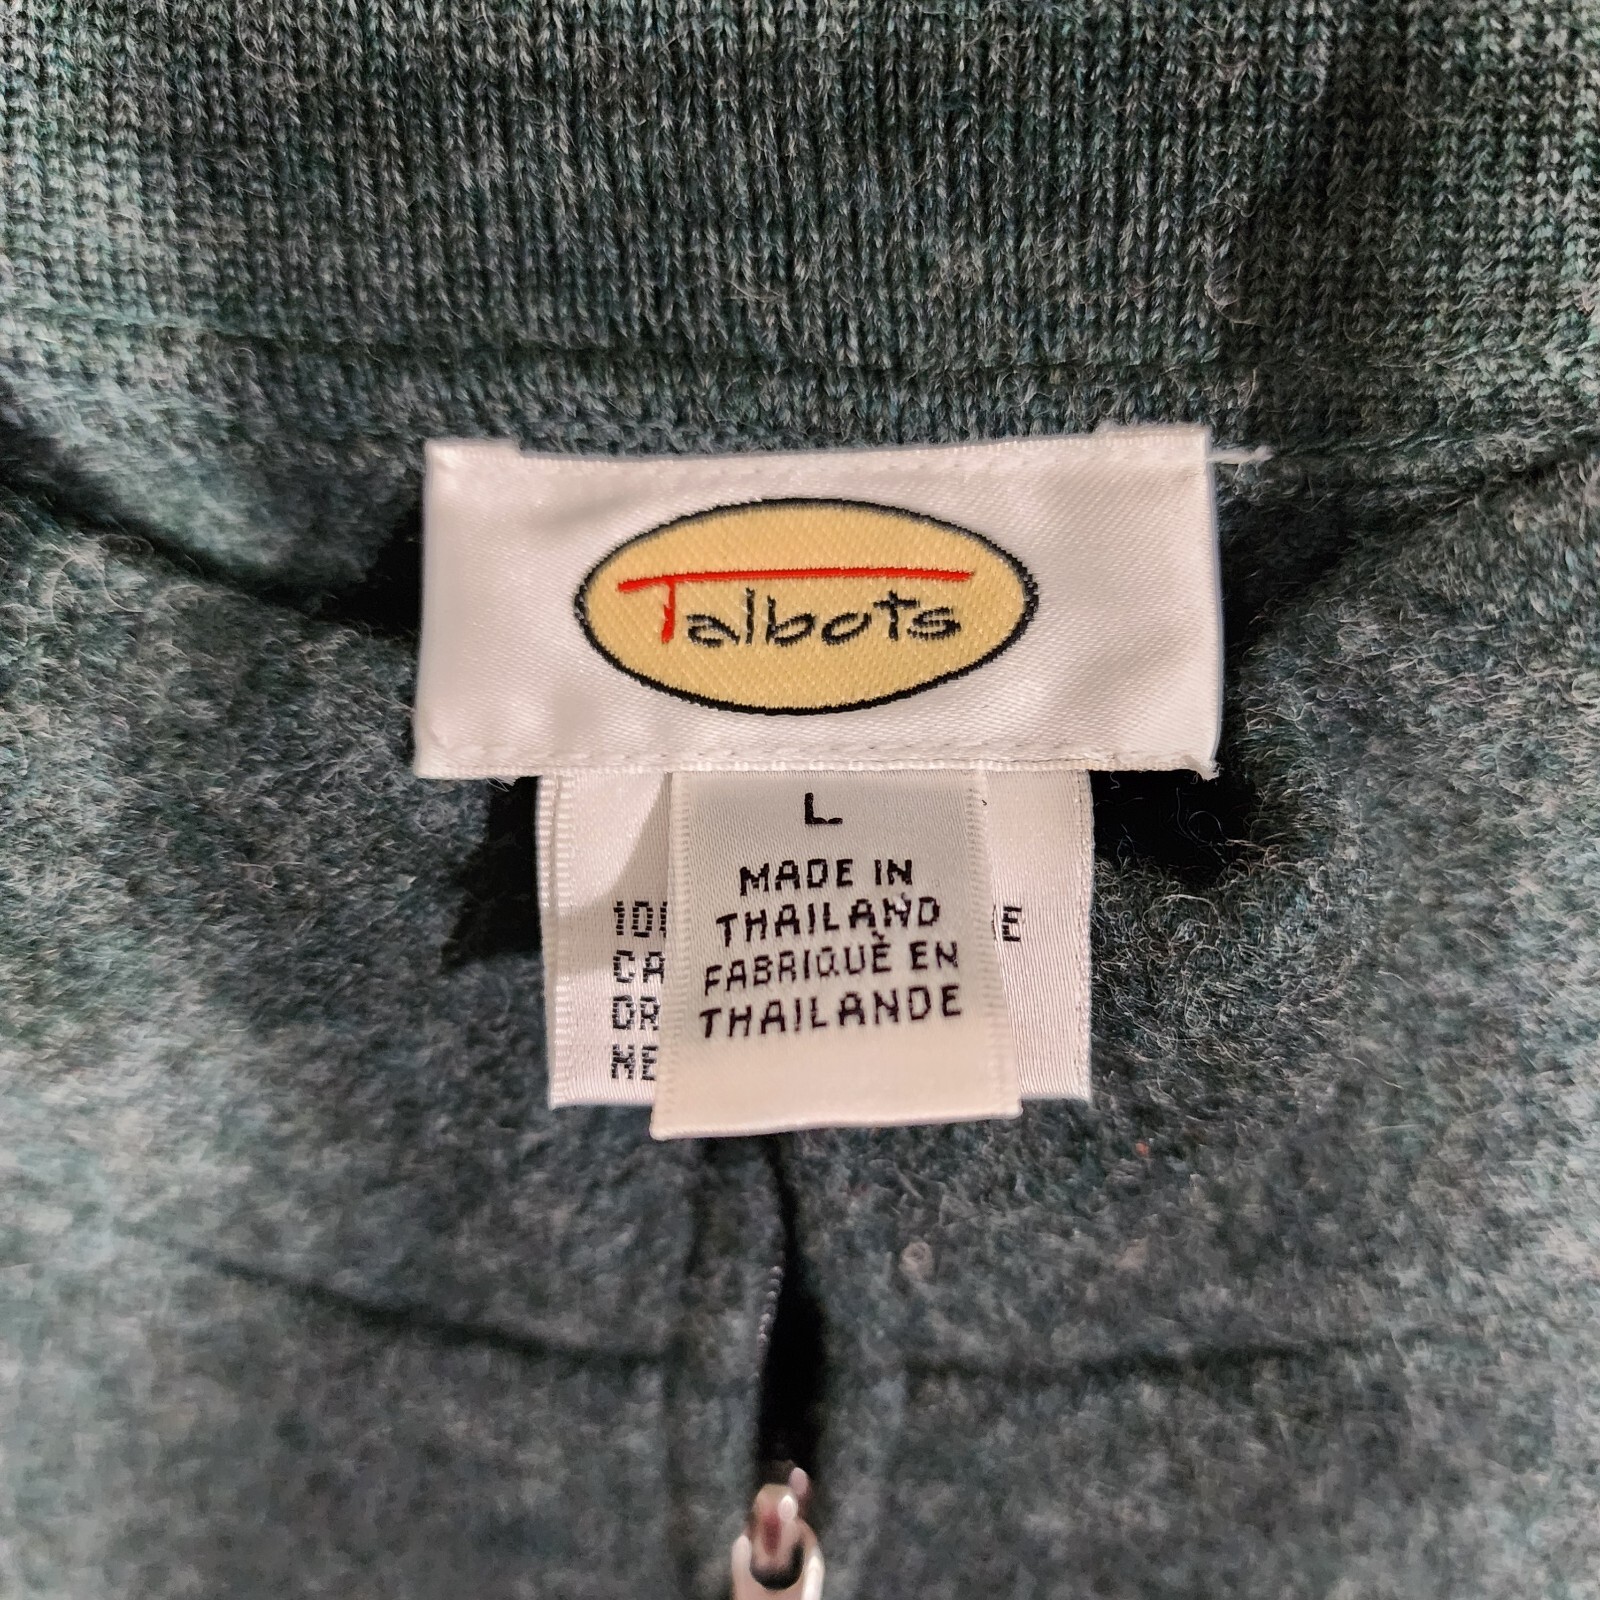 Talbots
L
MADE IN
THAILAND
FABRIQUÈ EN
THAILANDE